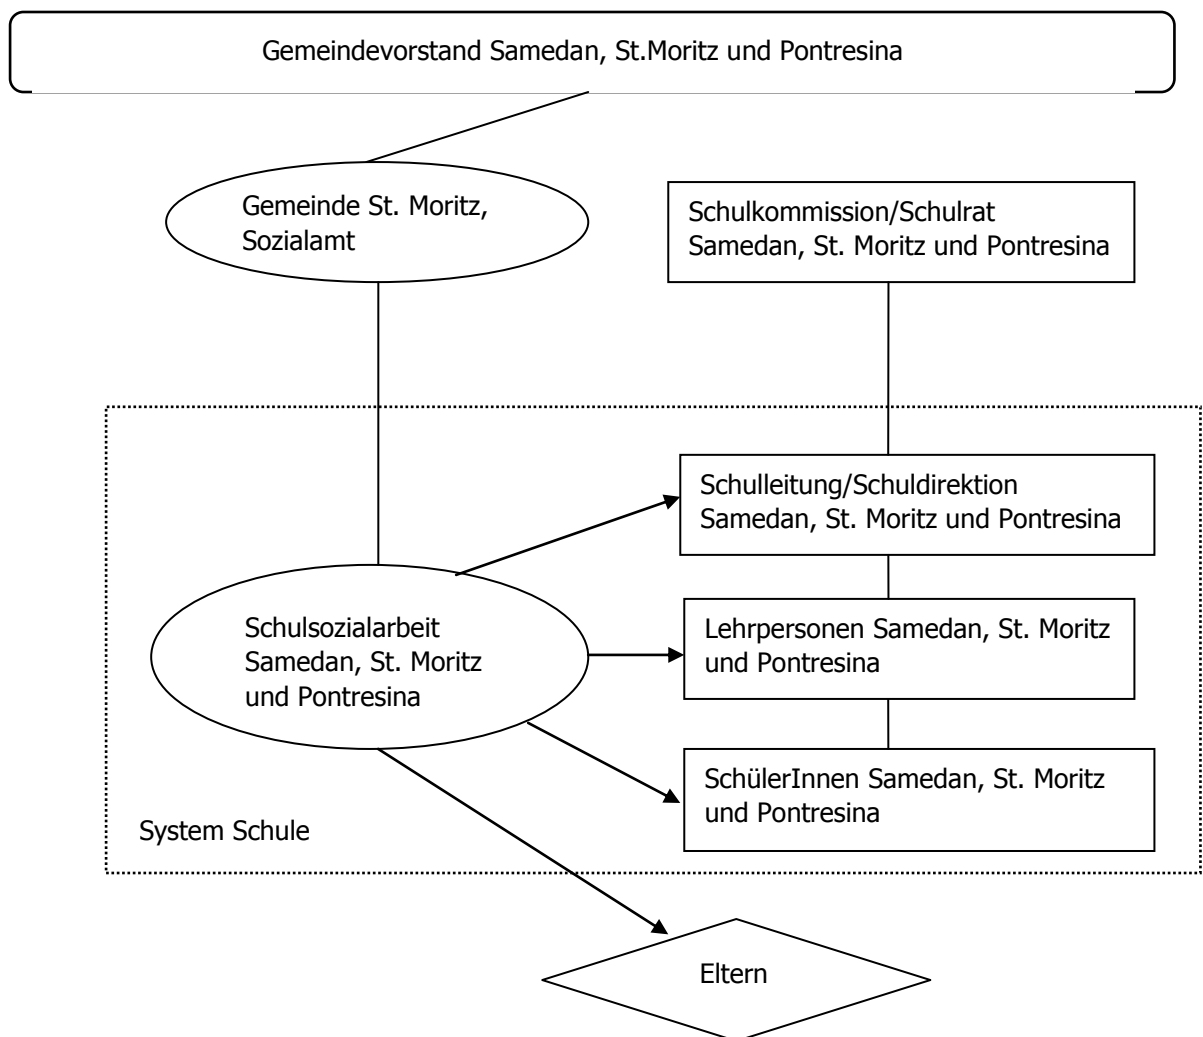 Gemeindevorstand Samedan, St.Moritz und Pontresina
Gemeinde St. Moritz,
Sozialamt
Schulkommission/Schulrat
Samedan, St. Moritz und Pontresina
Schulleitung/Schuldirektion
Samedan, St. Moritz und Pontresina
Schulsozialarbeit
Samedan, St. Moritz
und Pontresina
Lehrpersonen Samedan, St. Moritz
und Pontresina
SchülerInnen Samedan, St. Moritz
und Pontresina
System Schule
Eltern